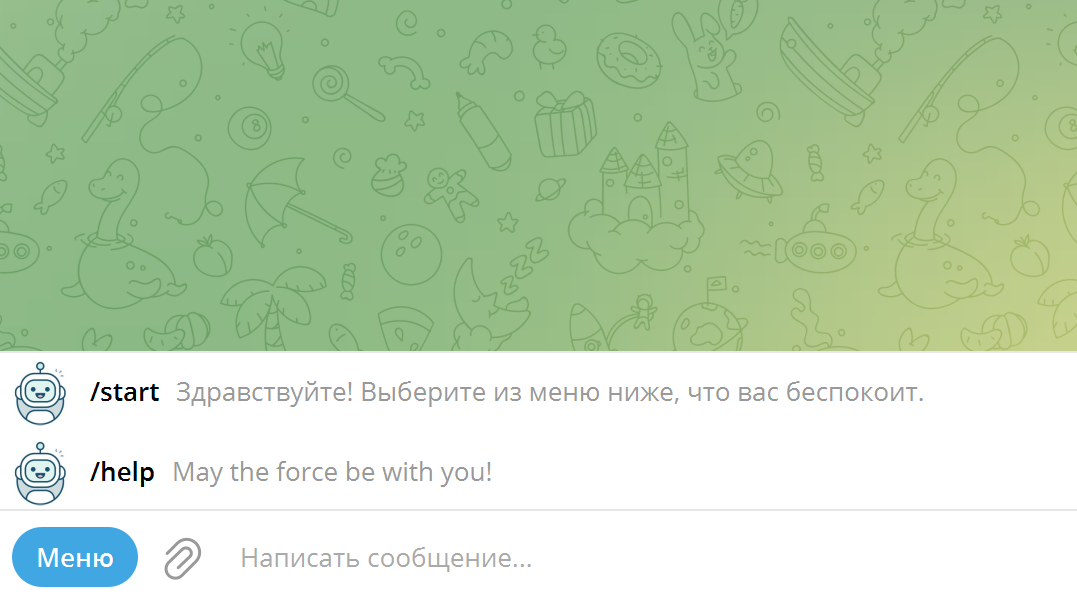 /start Здравствуйте! Выберите из меню ниже, что вас беспокоит.
/help May the force be with you!
Меню Написать сообщение...